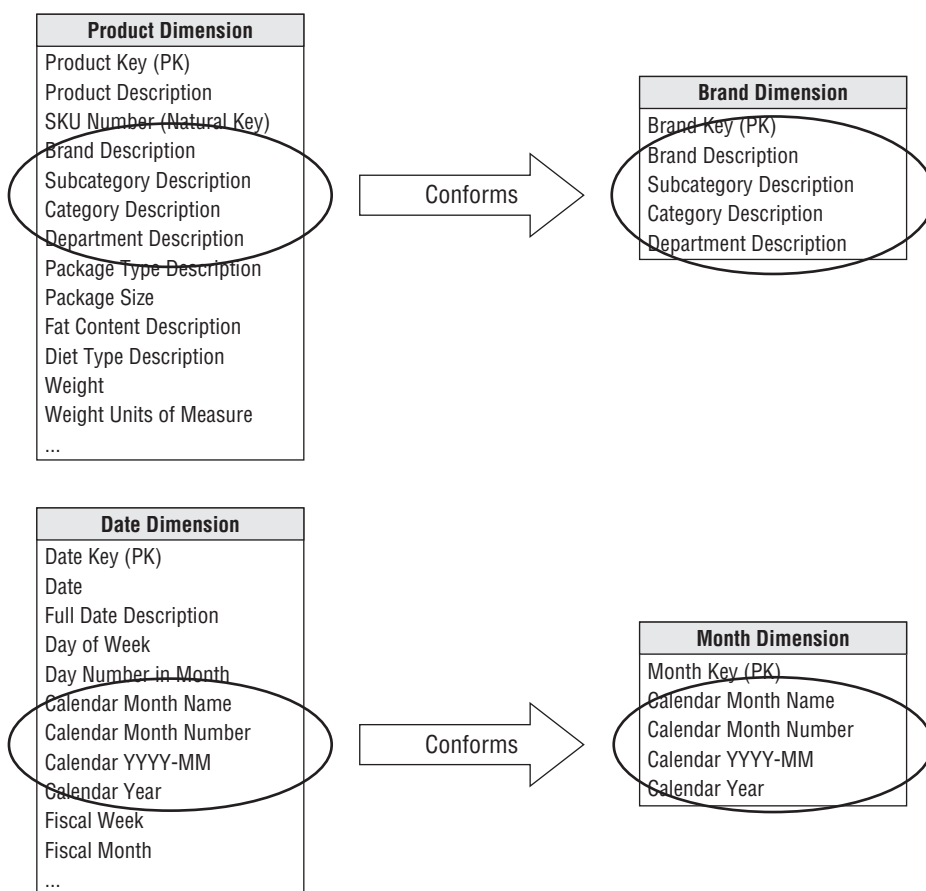 Product Dimension
Product Key (PK)
Product Description
SKU Number (Natural Key)
Brand Description
Subcategory Description
Category Description
Department Description
Package Type Description
Package Size
Fat Content Description
Diet Type Description
Weight
Weight Units of Measure
...
Conforms
Brand Dimension
Brand Key (PK)
Brand Description
Subcategory Description
Category Description
Department Description
Date Dimension
Date Key (PK)
Date
Full Date Description
Day of Week
Day Number in Month
Calendar Month Name
Calendar Month Number
Calendar YYYY-MM
Calendar Year
Fiscal Week
Fiscal Month
...
Conforms
Month Dimension
Month Key (PK)
Calendar Month Name
Calendar Month Number
Calendar YYYY-MM
Calendar Year